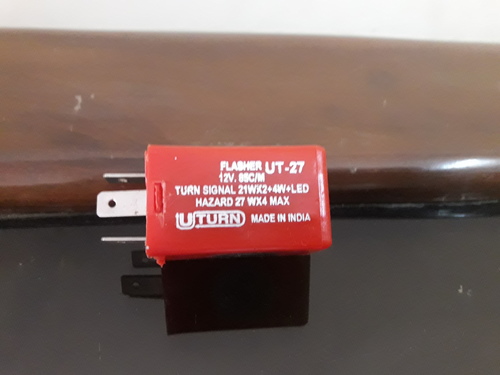 FLASHER UT-27
12V. 85C/M
TURN SIGNAL 21WX2+4W+LED
HAZARD 27 WX4 MAX
UTURN MADE IN INDIA